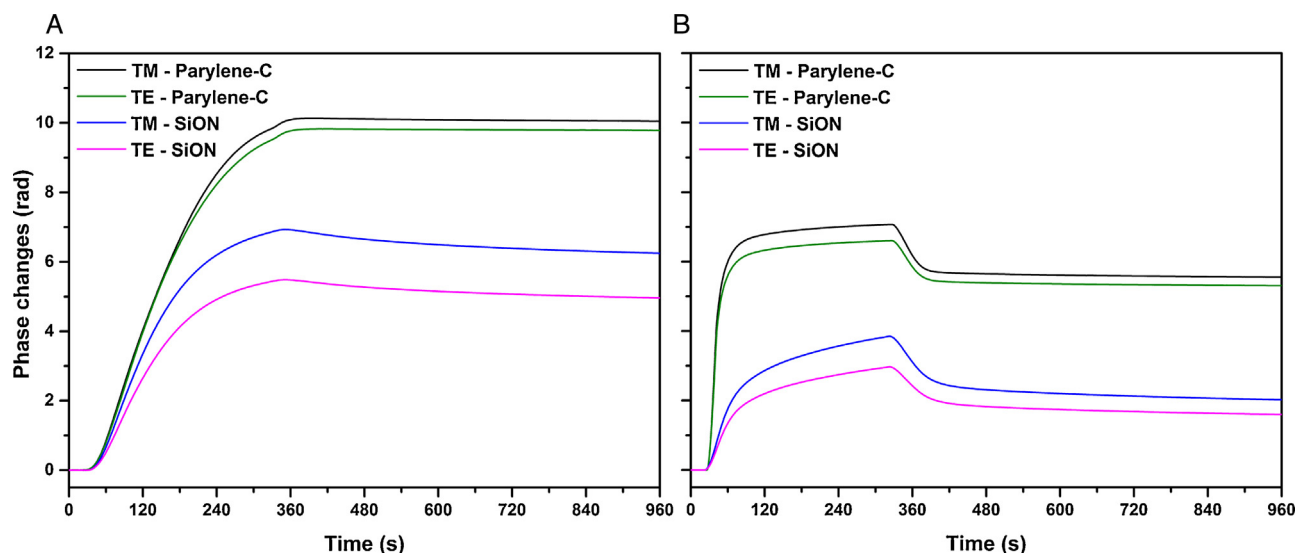 A
12
10
8
6
4
2
0
Phase changes (rad)
TM - Parylene-C
TE - Parylene-C
TM - SiON
TE - SiON
0 120 240 360 480 600 720 840 960
Time (s)
B
TM - Parylene-C
TE - Parylene-C
TM - SiON
TE - SiON
0 120 240 360 480 600 720 840 960
Time (s)